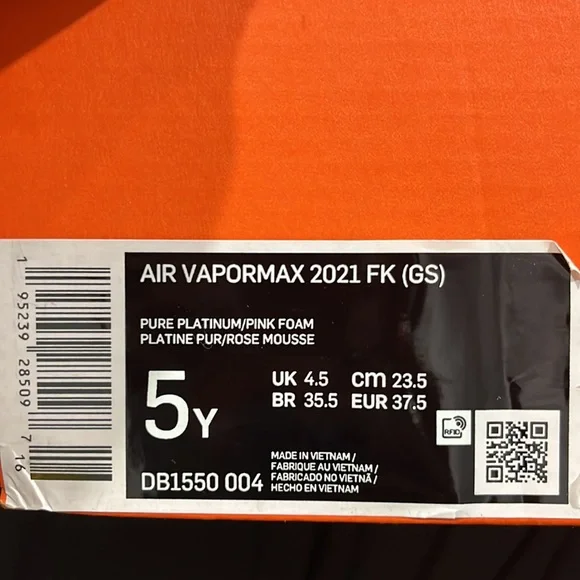 AIR VAPORMAX 2021 FK (GS)
PURE PLATINUM/PINK FOAM
PLATINE PUR/ROSE MOUSSE
5Y
UK 4.5 cm 23.5
BR 35.5 EUR 37.5
RFID
DB1550 004
MADE IN VIETNAM /
FABRIQUE AU VIETNAM /
FABRICADO NO VIETNÃ /
HECHO EN VIETNAM
1 95239 28509 7 16